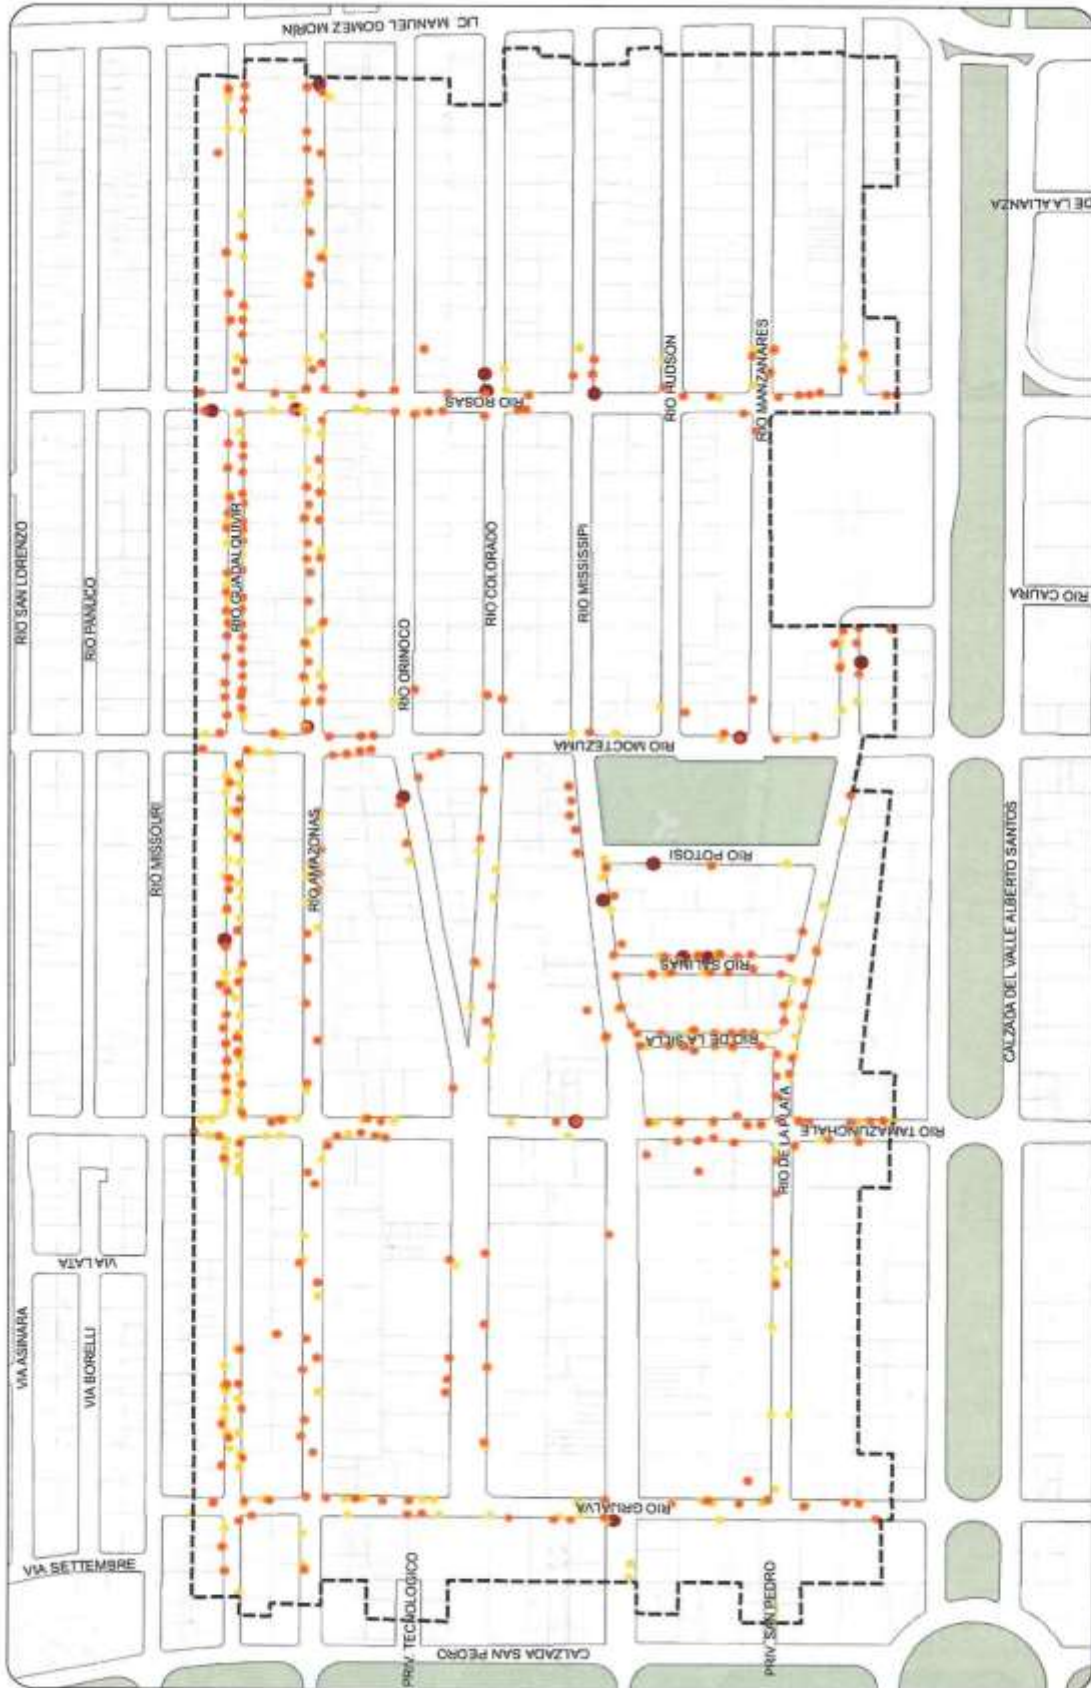 LIC. MANUEL GOMEZ MORIN
DE LA ALIANZA
RIO HUDSON
RIO MANZANARES
RIO ROSAS
RIO SAN LORENZO
RIO PANUCO
RIO GUADALQUIVIR
RIO COLORADO
RIO MISSISSIPI
RIO CAURA
RIO ORINOCO
RIO MOCTEZUMA
RIO MISSOURI
RIO AMAZONAS
RIO POTOSI
CALZADA DEL VALLE ALBERTO SANTOS
RIO SALINAS
RIO DE LA SILLA
RIO DE LA PLATA
RIO TAMAZUNCHALE
VIA LATA
VIA ASINARA
VIA BORELLI
RIO GRIJALVA
VIA SETTEMBRE
PRIV. TECNOLOGICO
PRIV. SAN PEDRO
CALZADA SAN PEDRO